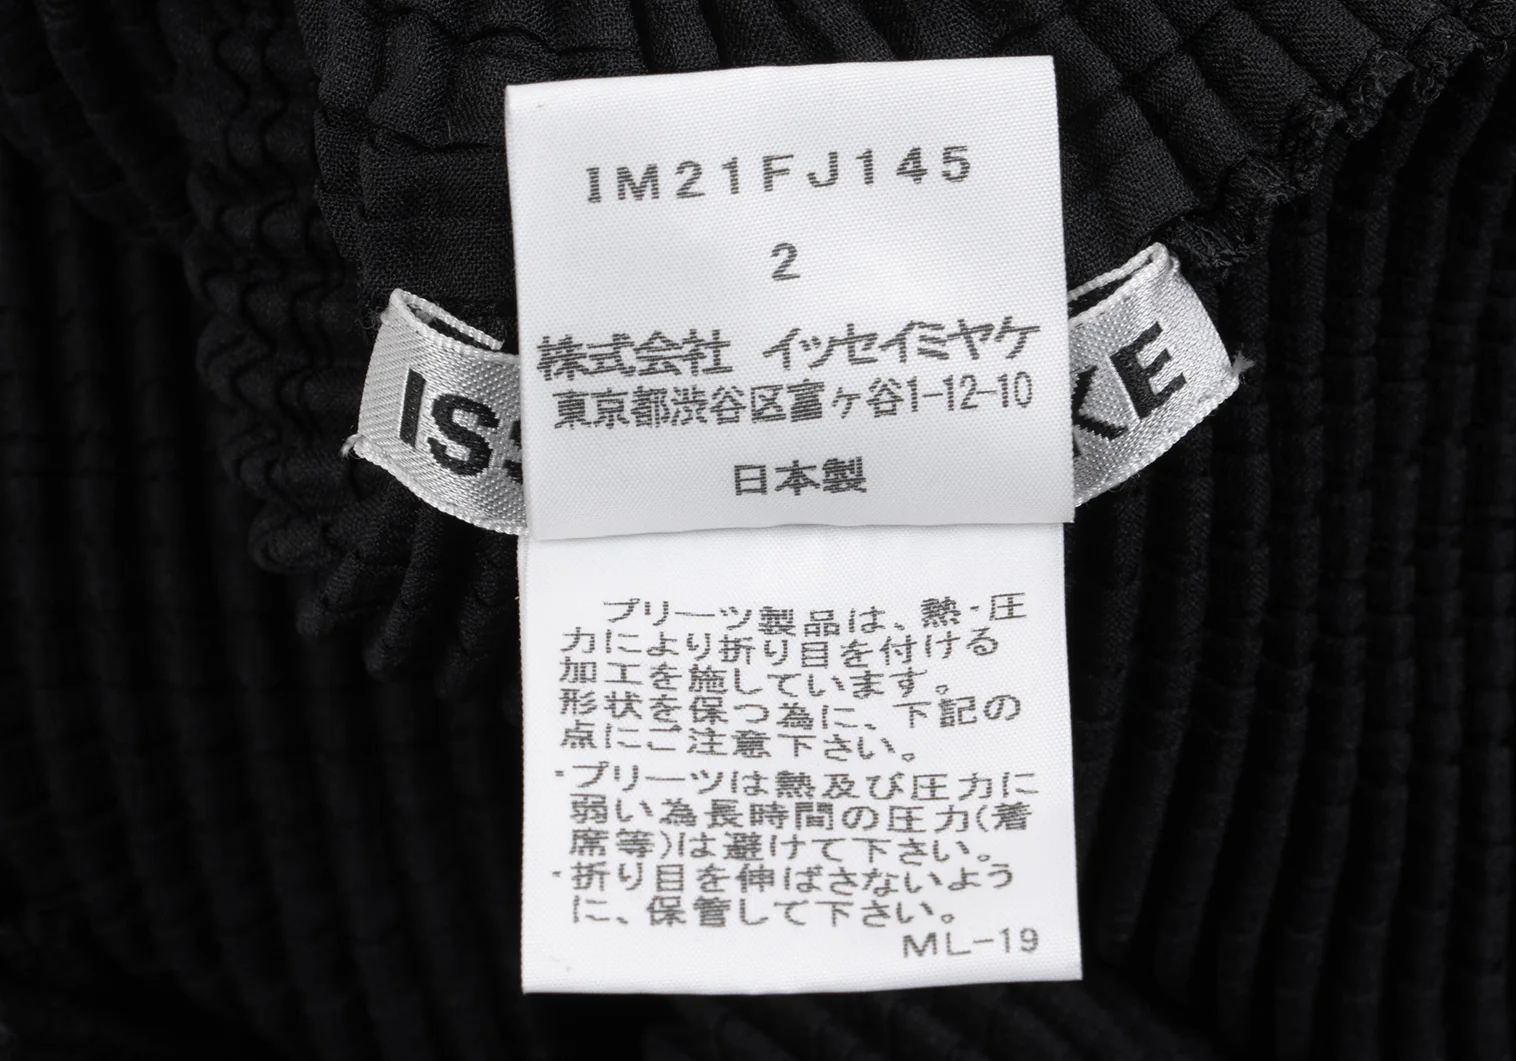 IM21FJ145
2
株式会社 イッセイミヤケ
東京都渋谷区富ヶ谷1-12-10
日本製
IS
KE
プリーツ製品は、熱・圧
力により折り目を付ける
加工を施しています。
形状を保つ為に、下記の
点にご注意下さい。
・プリーツは熱及び圧力に
弱い為長時間の圧力(着
席等)は避けて下さい。
・折り目を伸ばさないよう
に、保管して下さい。
ML-19